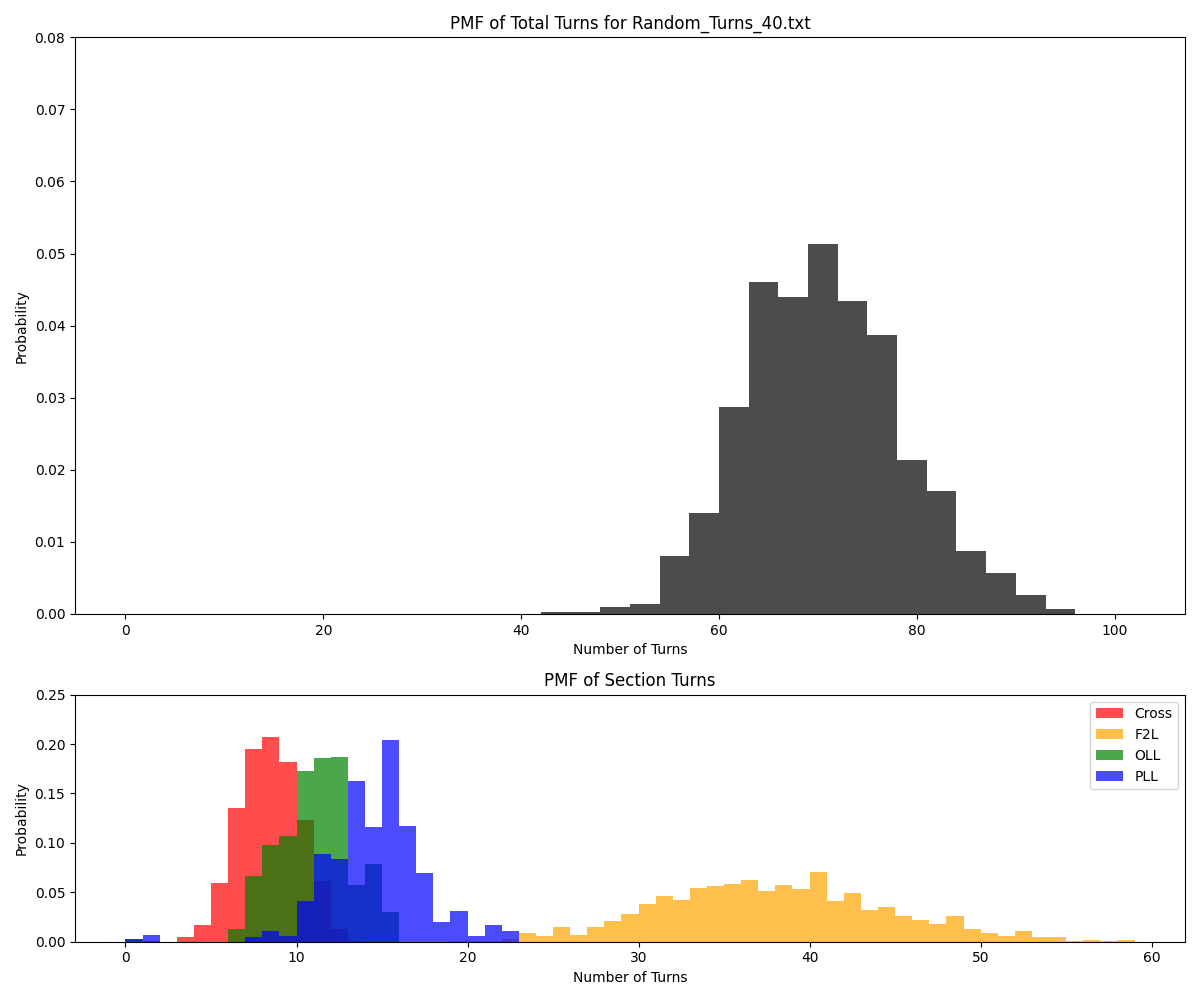 PMF of Total Turns for Random_Turns_40.txt
0.08
0.07
0.06
0.05
0.04
0.03
0.02
0.01
0.00
Probability
0 20 40 60 80 100
Number of Turns
PMF of Section Turns
0.25
0.20
0.15
0.10
0.05
0.00
Probability
Cross
F2L
OLL
PLL
0 10 20 30 40 50 60
Number of Turns